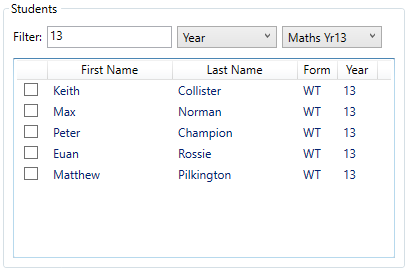 Students
Filter: 13 Year Maths Yr13
First Name Last Name Form Year
Keith Collister WT 13
Max Norman WT 13
Peter Champion WT 13
Euan Rossie WT 13
Matthew Pilkington WT 13